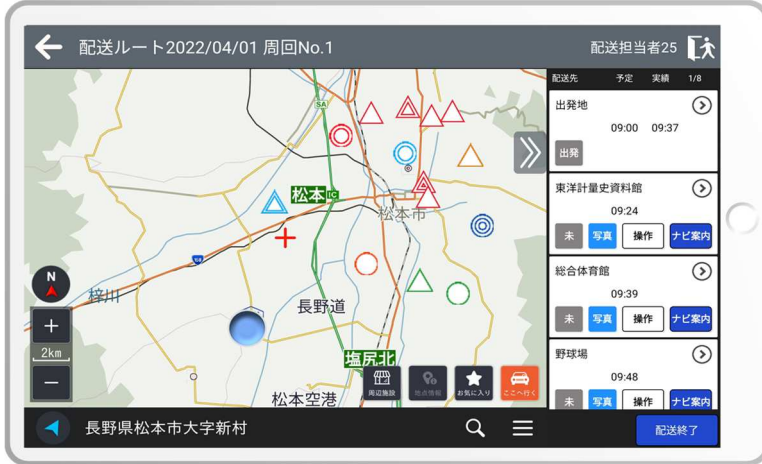 配送ルート2022/04/01 周回No.1
配送担当者25
配送先 予定 実績 1/8
出発地
09:00 09:37
出発
東洋計量史資料館
09:24
未 写真 操作 ナビ案内
総合体育館
09:39
未 写真 操作 ナビ案内
野球場
09:48
未 写真 操作 ナビ案内
SA
松本IC
松本市
N
梓川
長野道
+
2km
−
塩尻北
松本空港
周辺施設
地点情報
お気に入り
ここへ行く
長野県松本市大字新村
配送終了